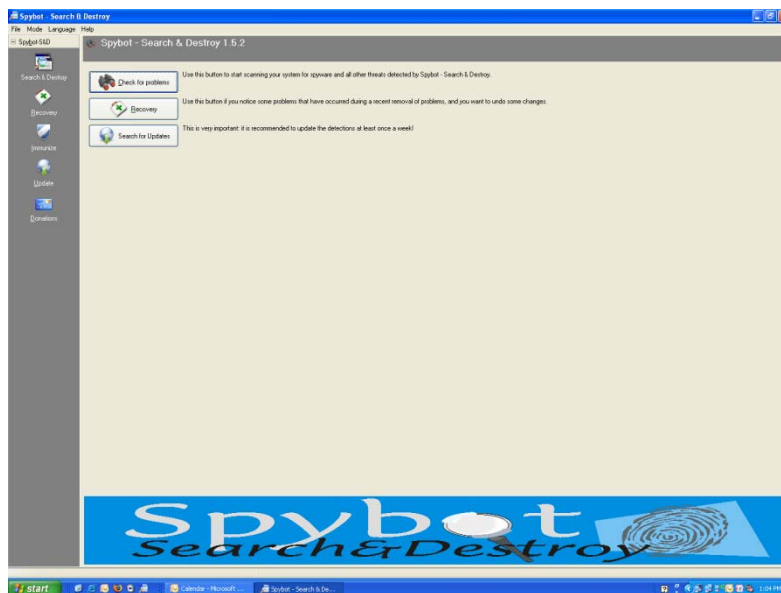 Spybot - Search & Destroy
File Mode Language Help
Spybot-S&D
Spybot - Search & Destroy 1.5.2
Search & Destroy
Recovery
Immunize
Update
Donations
Check for problems
Use this button to start scanning your system for spyware and all other threats detected by Spybot - Search & Destroy.
Recovery
Use this button if you notice some problems that have occurred during a recent removal of problems, and you want to undo some changes.
Search for Updates
This is very important: it is recommended to update the detections at least once a week!
Spybot
Search&Destroy
start
Calendar - Microsoft ...
Spybot - Search & De...
1:04 PM